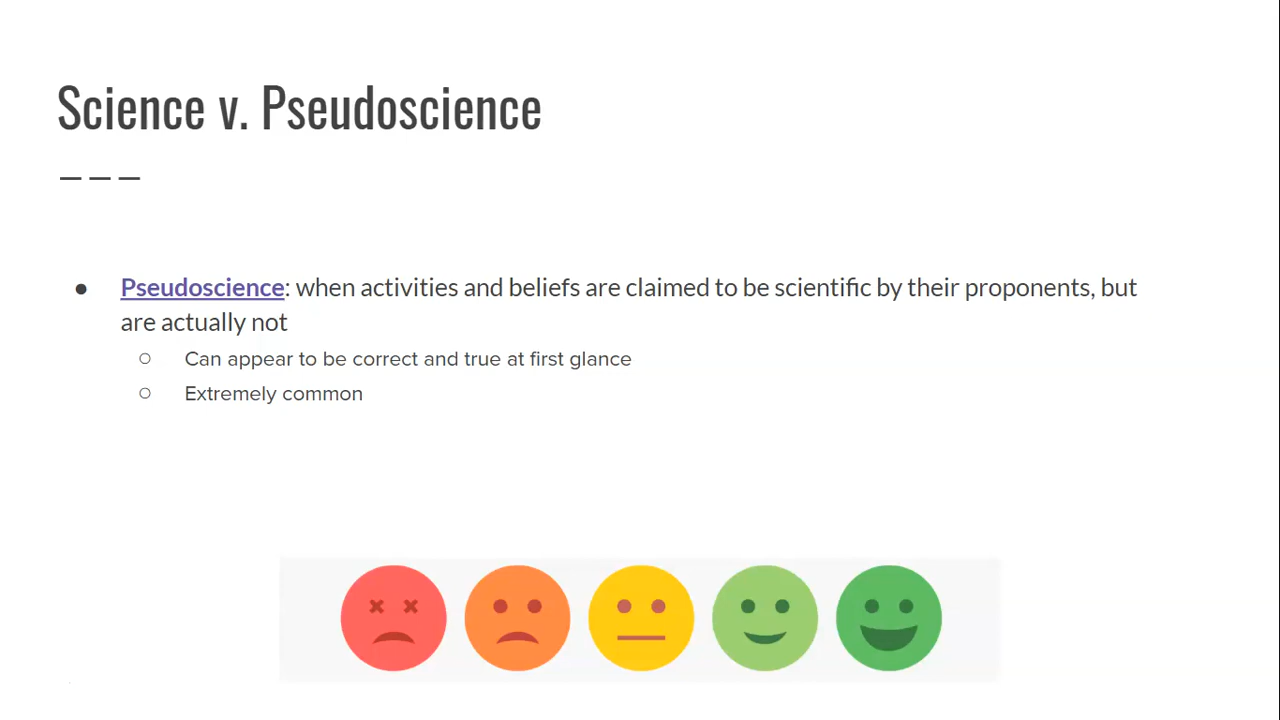 Science v. Pseudoscience
● Pseudoscience: when activities and beliefs are claimed to be scientific by their proponents, but
are actually not
○ Can appear to be correct and true at first glance
○ Extremely common